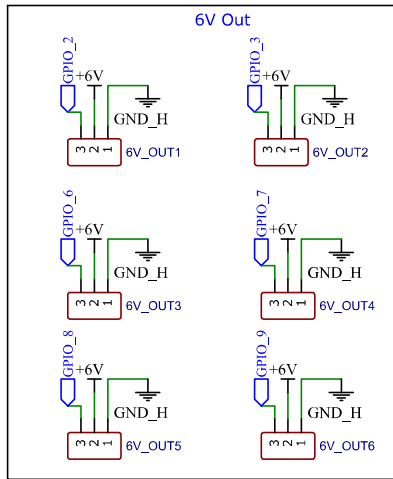 6V Out
GPIO_2
+6V
GND_H
3 2 1
6V_OUT1
GPIO_3
+6V
GND_H
3 2 1
6V_OUT2
GPIO_6
+6V
GND_H
3 2 1
6V_OUT3
GPIO_7
+6V
GND_H
3 2 1
6V_OUT4
GPIO_8
+6V
GND_H
3 2 1
6V_OUT5
GPIO_9
+6V
GND_H
3 2 1
6V_OUT6